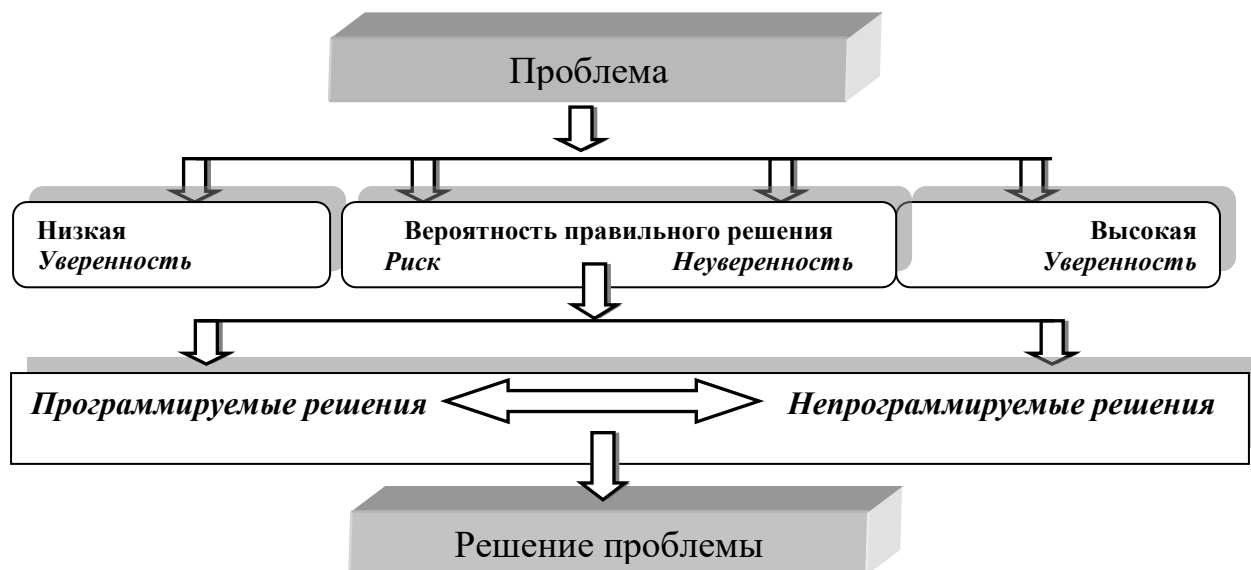 Проблема
Низкая
Уверенность
Вероятность правильного решения
Риск Неуверенность
Высокая
Уверенность
Программируемые решения Непрограммируемые решения
Решение проблемы